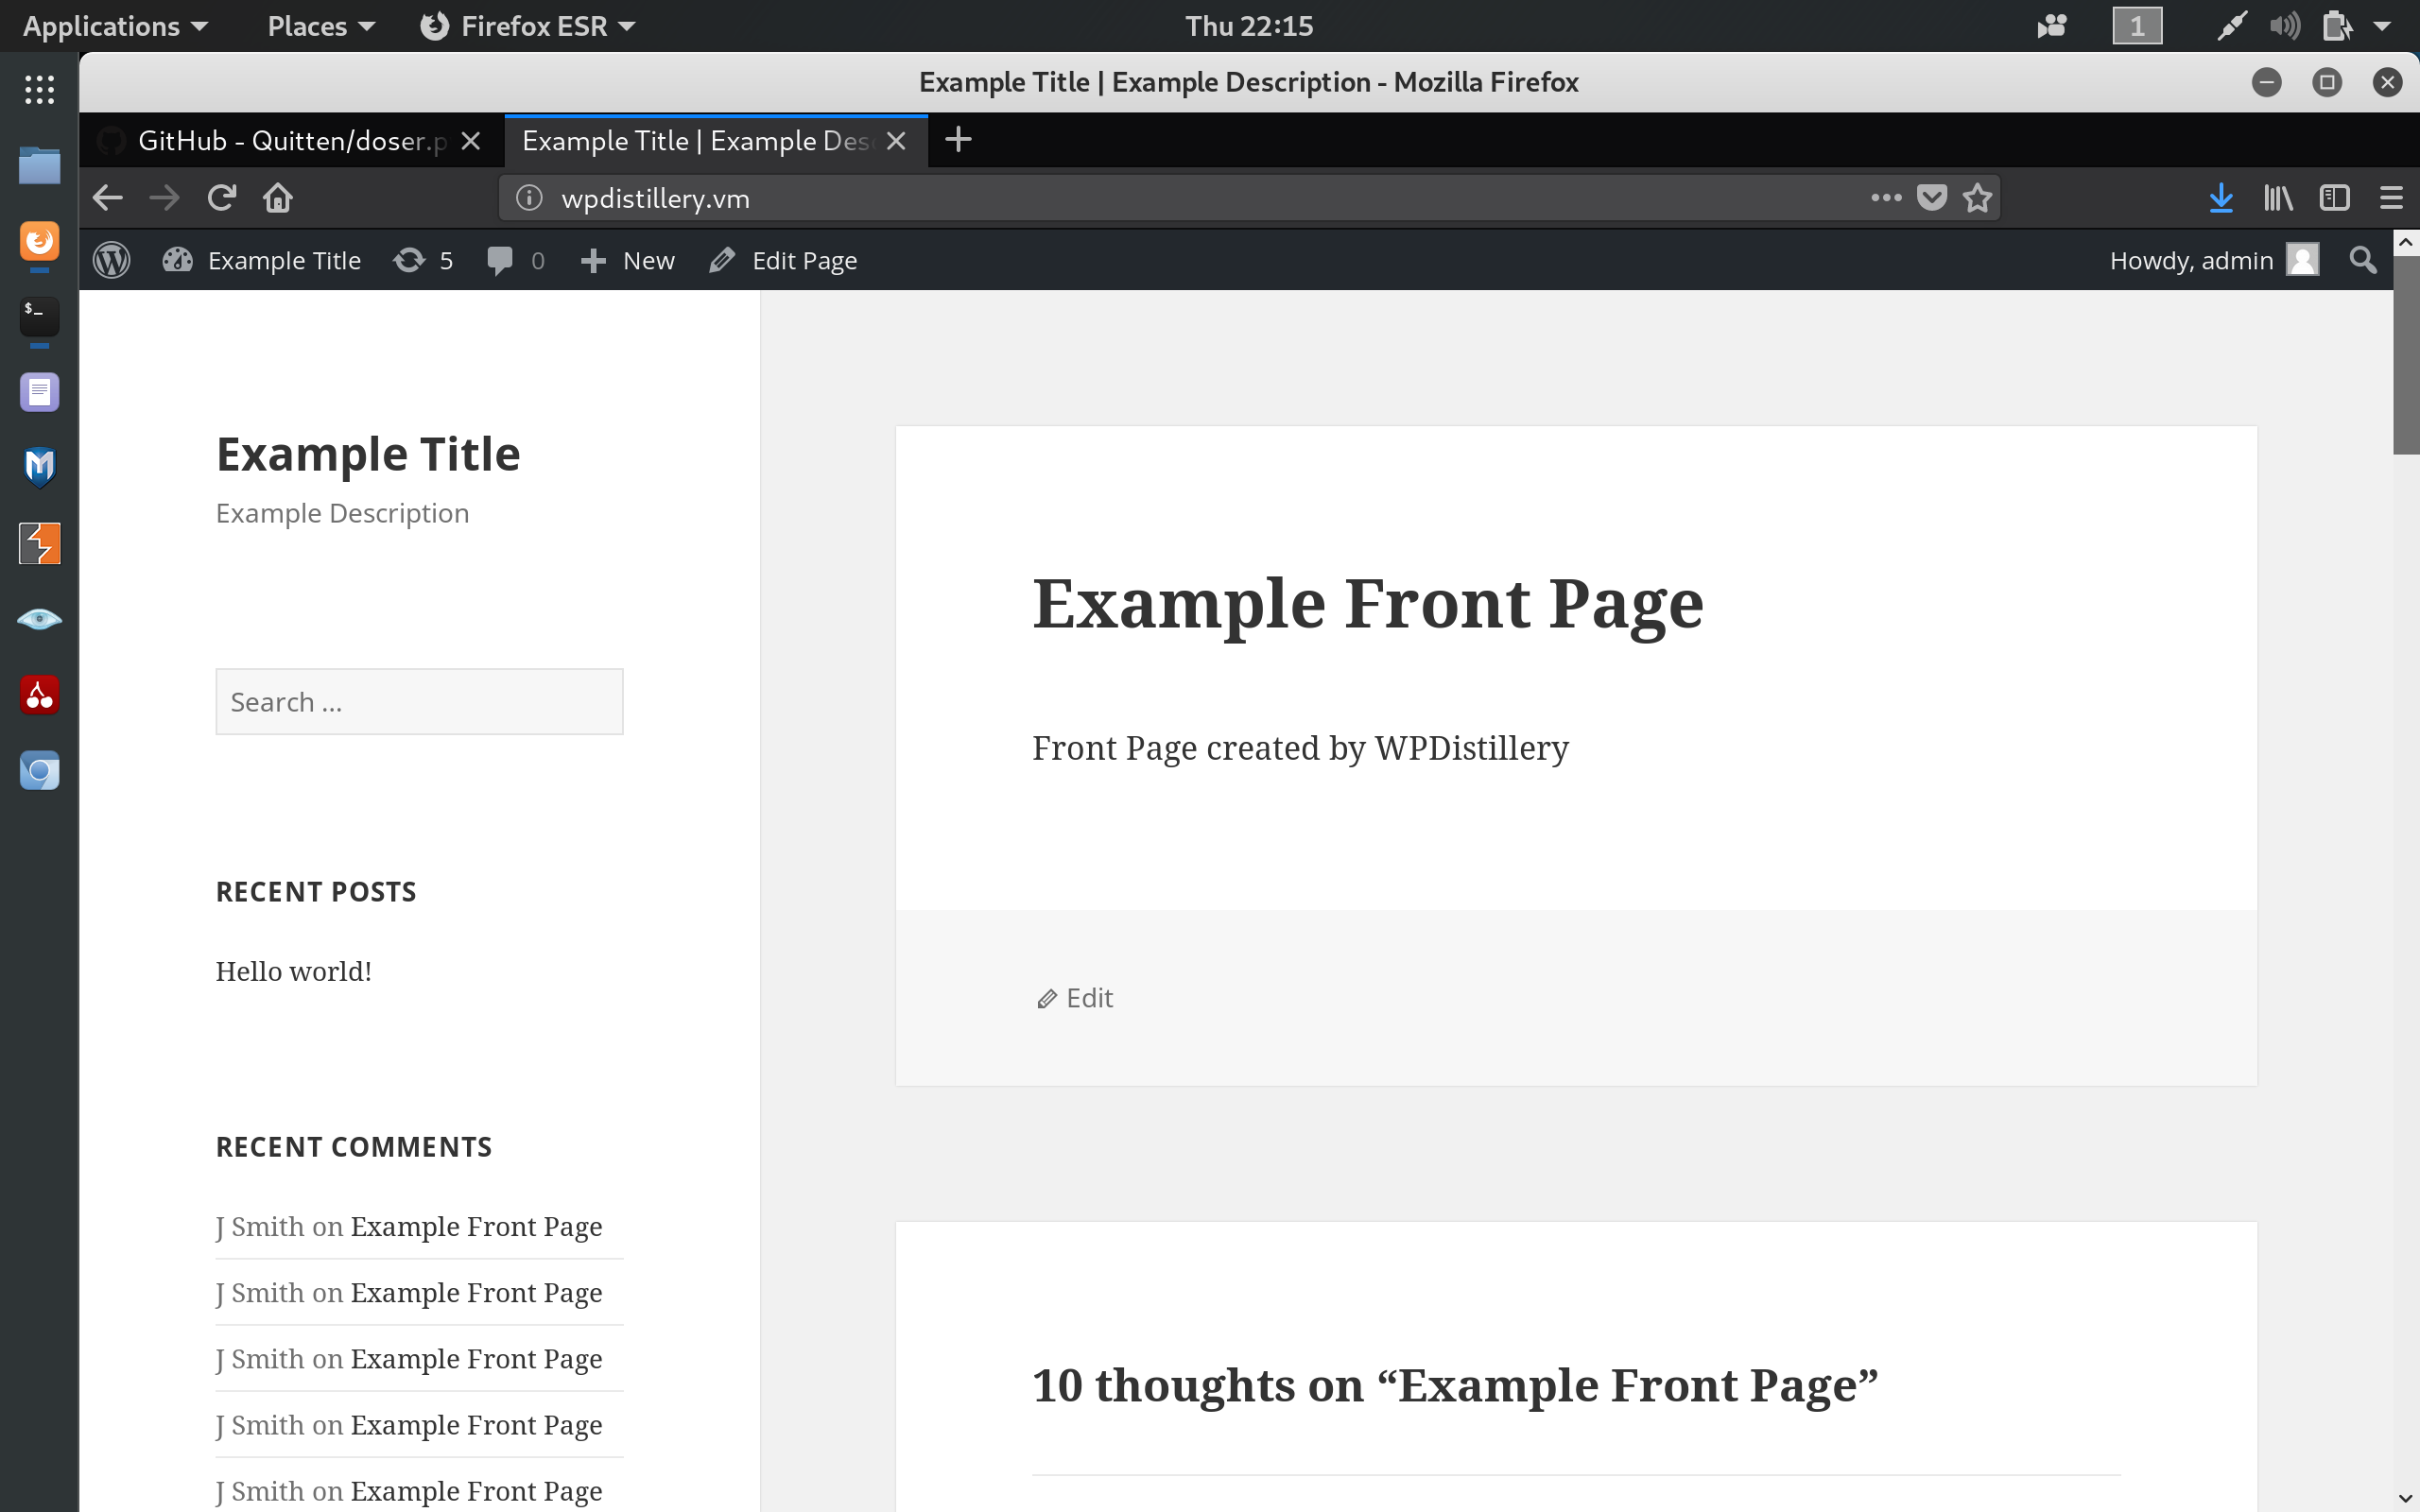 Applications Places Firefox ESR Thu 22:15 1
Example Title | Example Description - Mozilla Firefox
GitHub - Quitten/doser.p Example Title | Example Des
wpdistillery.vm
Example Title 5 0 New Edit Page Howdy, admin
$_
Example Title
Example Description
Search ...
RECENT POSTS
Hello world!
RECENT COMMENTS
J Smith on Example Front Page
J Smith on Example Front Page
J Smith on Example Front Page
J Smith on Example Front Page
J Smith on Example Front Page
Example Front Page
Front Page created by WPDistillery
Edit
10 thoughts on “Example Front Page”